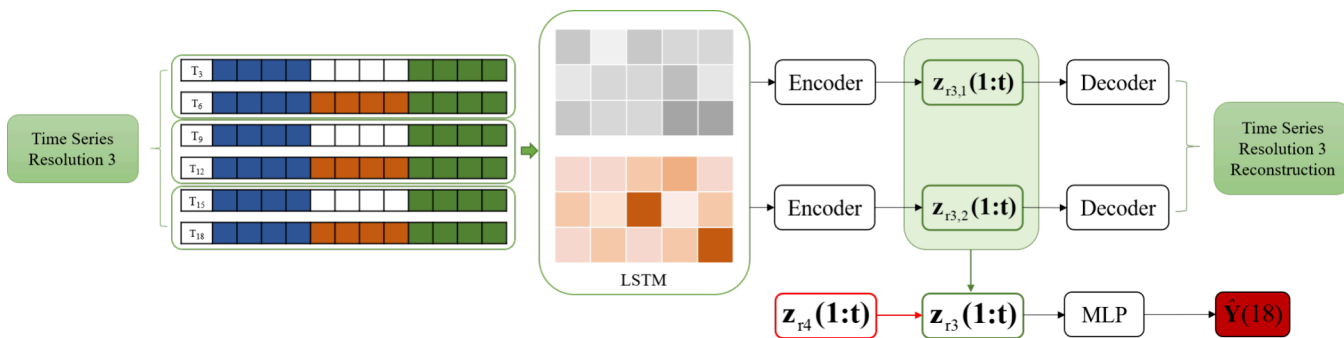 Time Series
Resolution 3
T3
T6
T9
T12
T15
T18
LSTM
Encoder
zr3,1(1:t)
Decoder
Encoder
zr3,2(1:t)
Decoder
Time Series
Resolution 3
Reconstruction
zr4(1:t)
zr3(1:t)
MLP
Ŷ(18)